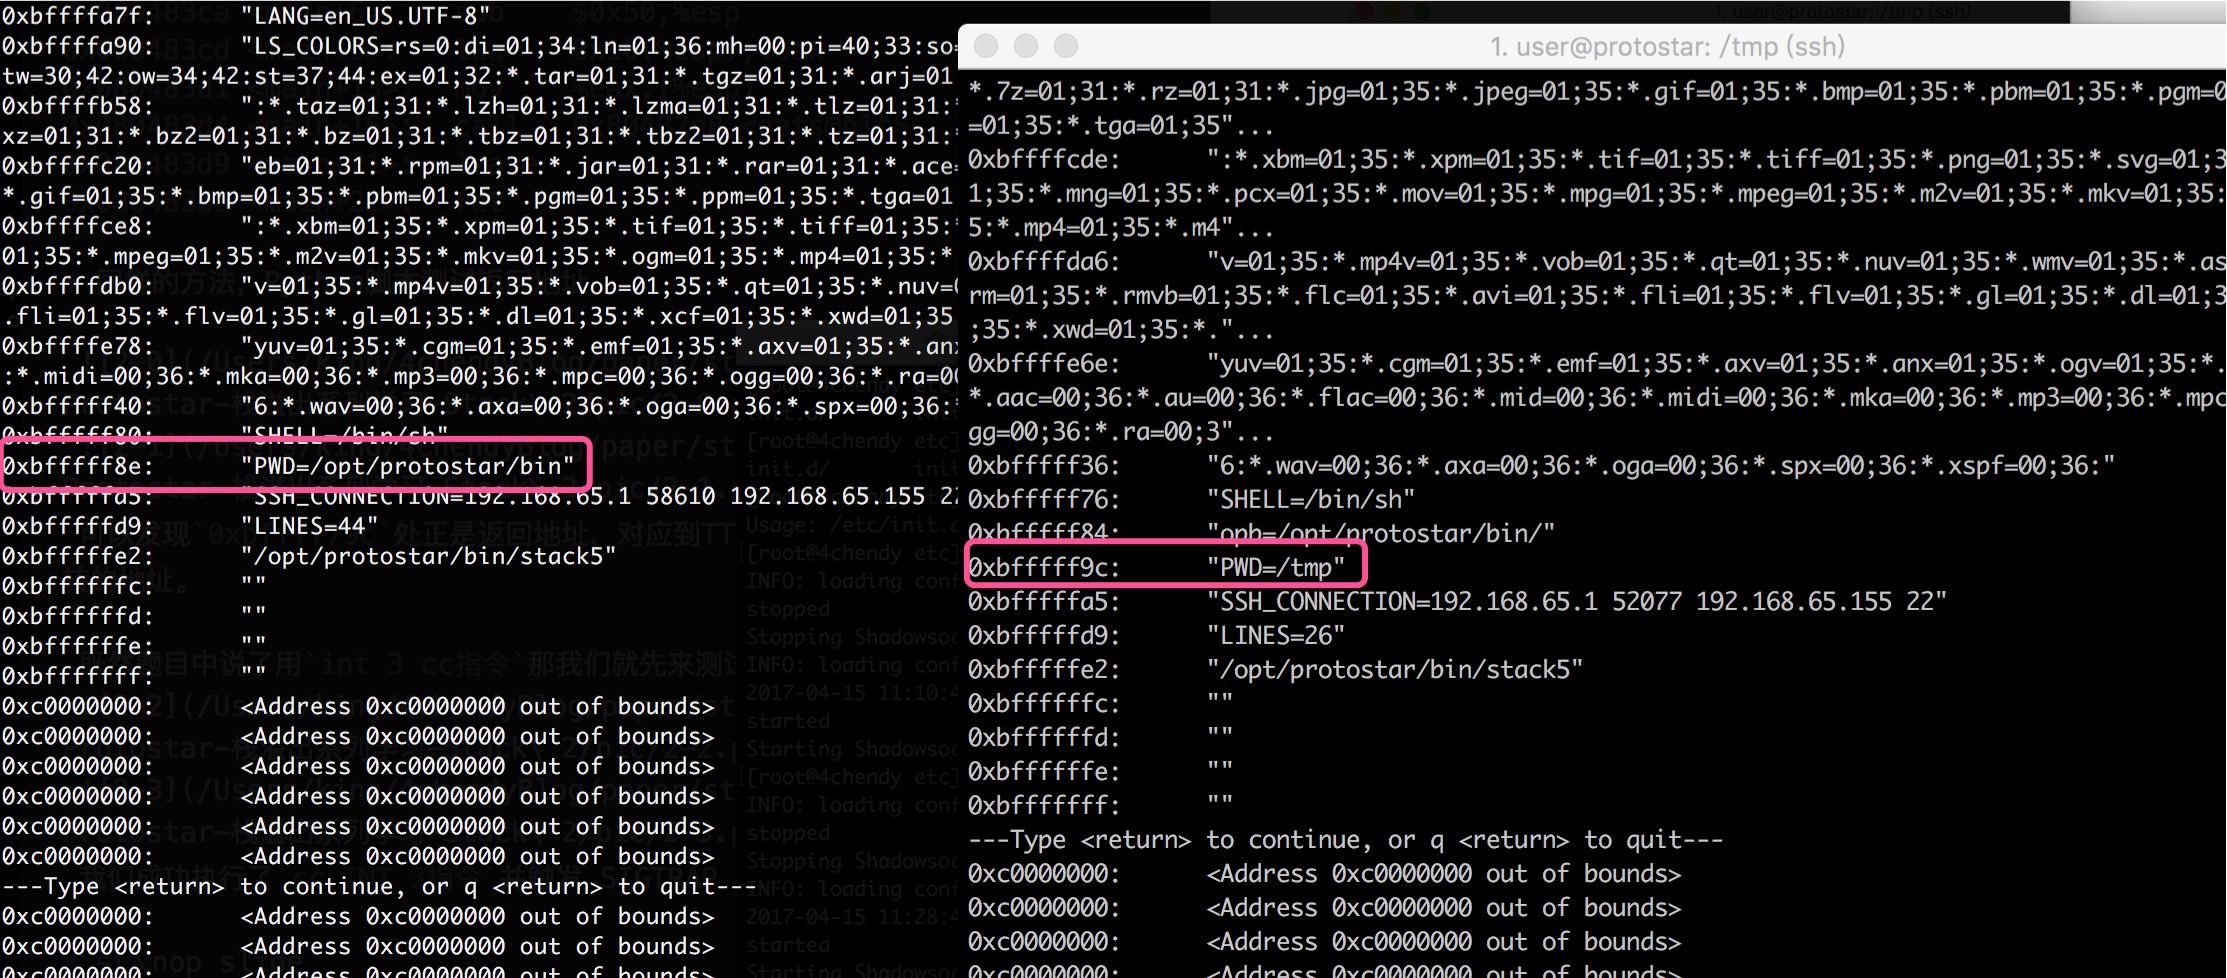 0xbffffa7f: "LANG=en_US.UTF-8"
0xbffffa90: "LS_COLORS=rs=0:di=01;34:ln=01;36:mh=00:pi=40;33:so=
tw=30;42:ow=34;42:st=37;44:ex=01;32:*.tar=01;31:*.tgz=01;31:*.arj=01
0xbffffb58: ":*.taz=01;31:*.lzh=01;31:*.lzma=01;31:*.tlz=01;31:*
xz=01;31:*.bz2=01;31:*.bz=01;31:*.tbz=01;31:*.tbz2=01;31:*.tz=01;31:*
0xbffffc20: "eb=01;31:*.rpm=01;31:*.jar=01;31:*.rar=01;31:*.ace=
*.gif=01;35:*.bmp=01;35:*.pbm=01;35:*.pgm=01;35:*.ppm=01;35:*.tga=01
0xbffffce8: ":*.xbm=01;35:*.xpm=01;35:*.tif=01;35:*.tiff=01;35:*
01;35:*.mpeg=01;35:*.m2v=01;35:*.mkv=01;35:*.ogm=01;35:*.mp4=01;35:*
0xbffffdb0: "v=01;35:*.mp4v=01;35:*.vob=01;35:*.qt=01;35:*.nuv=0
.fli=01;35:*.flv=01;35:*.gl=01;35:*.dl=01;35:*.xcf=01;35:*.xwd=01;35
0xbffffe78: "yuv=01;35:*.cgm=01;35:*.emf=01;35:*.axv=01;35:*.anx
:*.midi=00;36:*.mka=00;36:*.mp3=00;36:*.mpc=00;36:*.ogg=00;36:*.ra=00
0xbfffff40: "6:*.wav=00;36:*.axa=00;36:*.oga=00;36:*.spx=00;36:*
0xbfffff80: "SHELL=/bin/sh"
0xbfffff8e: "PWD=/opt/protostar/bin"
0xbfffffa5: "SSH_CONNECTION=192.168.65.1 58610 192.168.65.155 22
0xbfffffd9: "LINES=44"
0xbfffffe2: "/opt/protostar/bin/stack5"
0xbffffffc: ""
0xbffffffd: ""
0xbffffffe: ""
0xbfffffff: ""
0xc0000000: <Address 0xc0000000 out of bounds>
0xc0000000: <Address 0xc0000000 out of bounds>
0xc0000000: <Address 0xc0000000 out of bounds>
0xc0000000: <Address 0xc0000000 out of bounds>
0xc0000000: <Address 0xc0000000 out of bounds>
0xc0000000: <Address 0xc0000000 out of bounds>
---Type <return> to continue, or q <return> to quit---
0xc0000000: <Address 0xc0000000 out of bounds>
0xc0000000: <Address 0xc0000000 out of bounds>
0xc0000000: <Address 0xc0000000 out of bounds>
1. user@protostar: /tmp (ssh)
*.7z=01;31:*.rz=01;31:*.jpg=01;35:*.jpeg=01;35:*.gif=01;35:*.bmp=01;35:*.pbm=01;35:*.pgm=0
=01;35:*.tga=01;35"...
0xbffffcde: ":*.xbm=01;35:*.xpm=01;35:*.tif=01;35:*.tiff=01;35:*.png=01;35:*.svg=01;3
1;35:*.mng=01;35:*.pcx=01;35:*.mov=01;35:*.mpg=01;35:*.mpeg=01;35:*.m2v=01;35:*.mkv=01;35:
5:*.mp4=01;35:*.m4"...
0xbffffda6: "v=01;35:*.mp4v=01;35:*.vob=01;35:*.qt=01;35:*.nuv=01;35:*.wmv=01;35:*.as
rm=01;35:*.rmvb=01;35:*.flc=01;35:*.avi=01;35:*.fli=01;35:*.flv=01;35:*.gl=01;35:*.dl=01;3
;35:*.xwd=01;35:*."...
0xbffffe6e: "yuv=01;35:*.cgm=01;35:*.emf=01;35:*.axv=01;35:*.anx=01;35:*.ogv=01;35:*.
*.aac=00;36:*.au=00;36:*.flac=00;36:*.mid=00;36:*.midi=00;36:*.mka=00;36:*.mp3=00;36:*.mpc
gg=00;36:*.ra=00;3"...
0xbfffff36: "6:*.wav=00;36:*.axa=00;36:*.oga=00;36:*.spx=00;36:*.xspf=00;36:"
0xbfffff76: "SHELL=/bin/sh"
0xbfffff84: "opb=/opt/protostar/bin/"
0xbfffff9c: "PWD=/tmp"
0xbfffffa5: "SSH_CONNECTION=192.168.65.1 52077 192.168.65.155 22"
0xbfffffd9: "LINES=26"
0xbfffffe2: "/opt/protostar/bin/stack5"
0xbffffffc: ""
0xbffffffd: ""
0xbffffffe: ""
0xbfffffff: ""
---Type <return> to continue, or q <return> to quit---
0xc0000000: <Address 0xc0000000 out of bounds>
0xc0000000: <Address 0xc0000000 out of bounds>
0xc0000000: <Address 0xc0000000 out of bounds>
0xc0000000: <Address 0xc0000000 out of bounds>